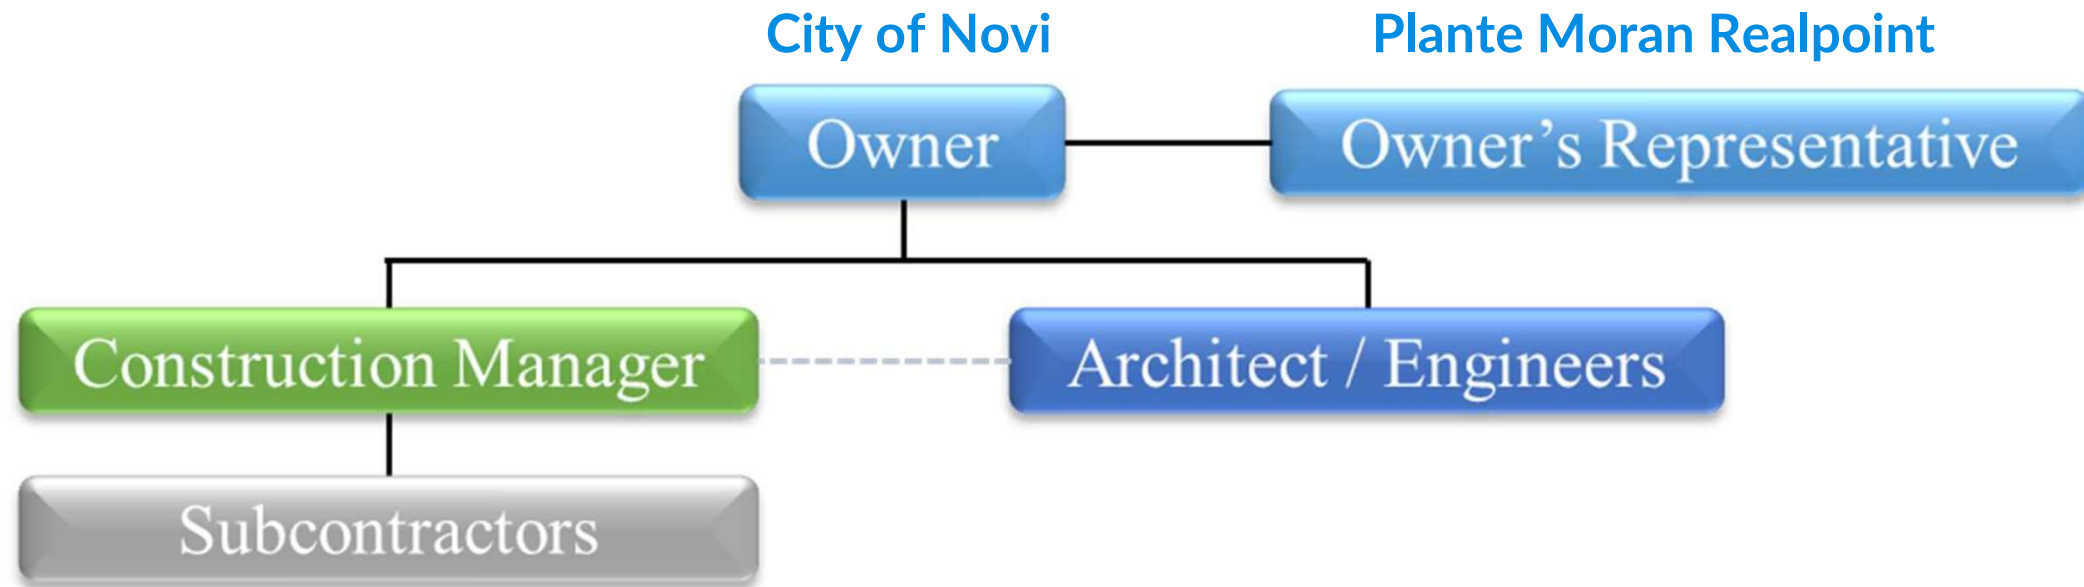 City of Novi
Plante Moran Realpoint
Owner
Owner's Representative
Construction Manager
Architect / Engineers
Subcontractors